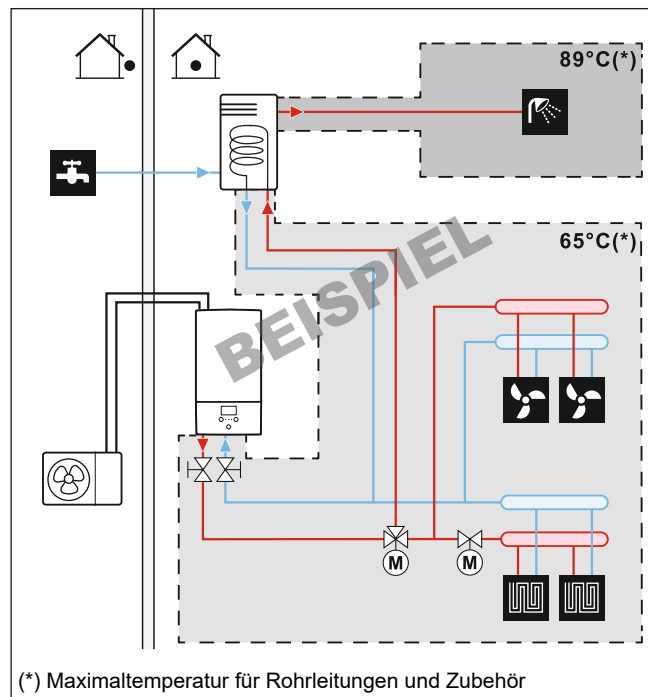 89°C(*)
65°C(*)
BEISPIEL
M
M
(*) Maximaltemperatur für Rohrleitungen und Zubehör